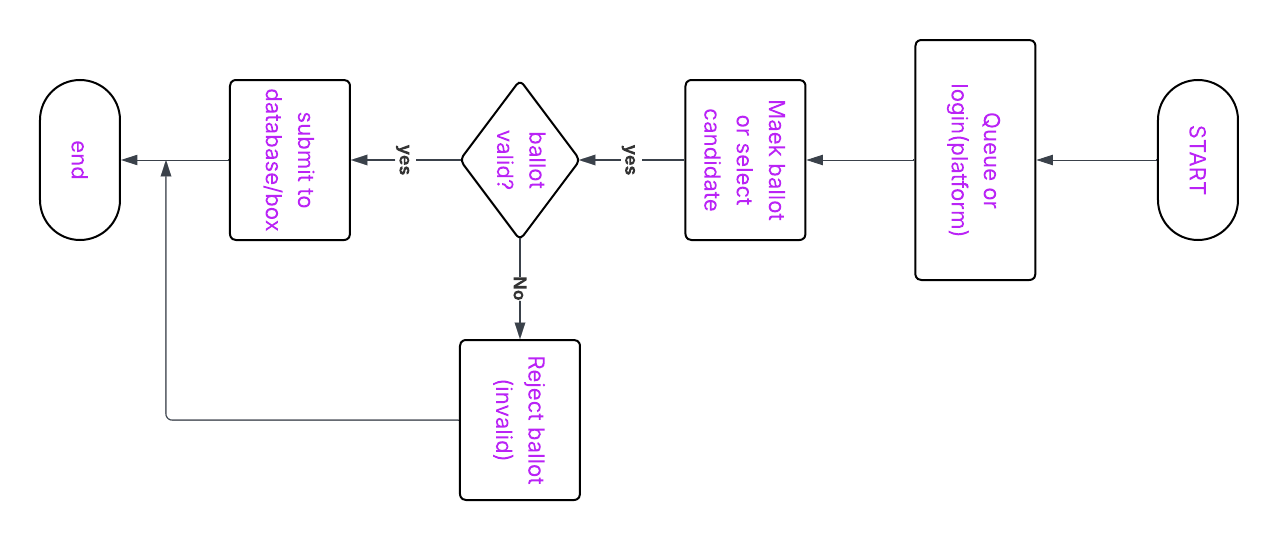 START
Queue or
login(platform)
Maek ballot
or select
candidate
yes
ballot
valid?
yes
submit to
database/box
end
No
Reject ballot
(invalid)